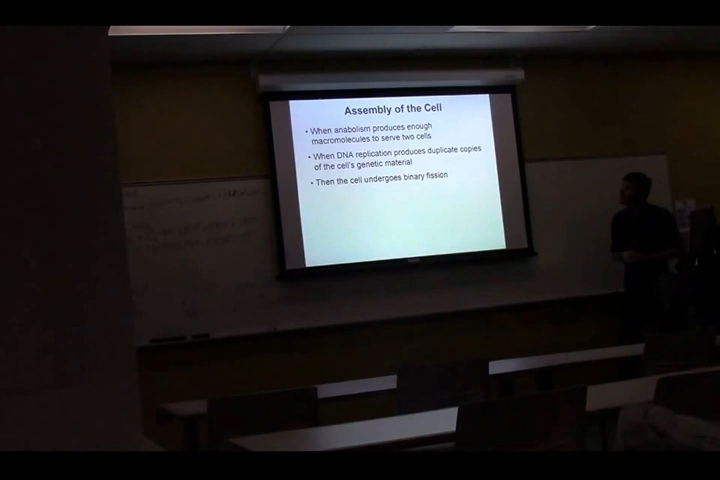 Assembly of the Cell
• When anabolism produces enough
macromolecules to serve two cells
• When DNA replication produces duplicate copies
of the cell's genetic material
• Then the cell undergoes binary fission